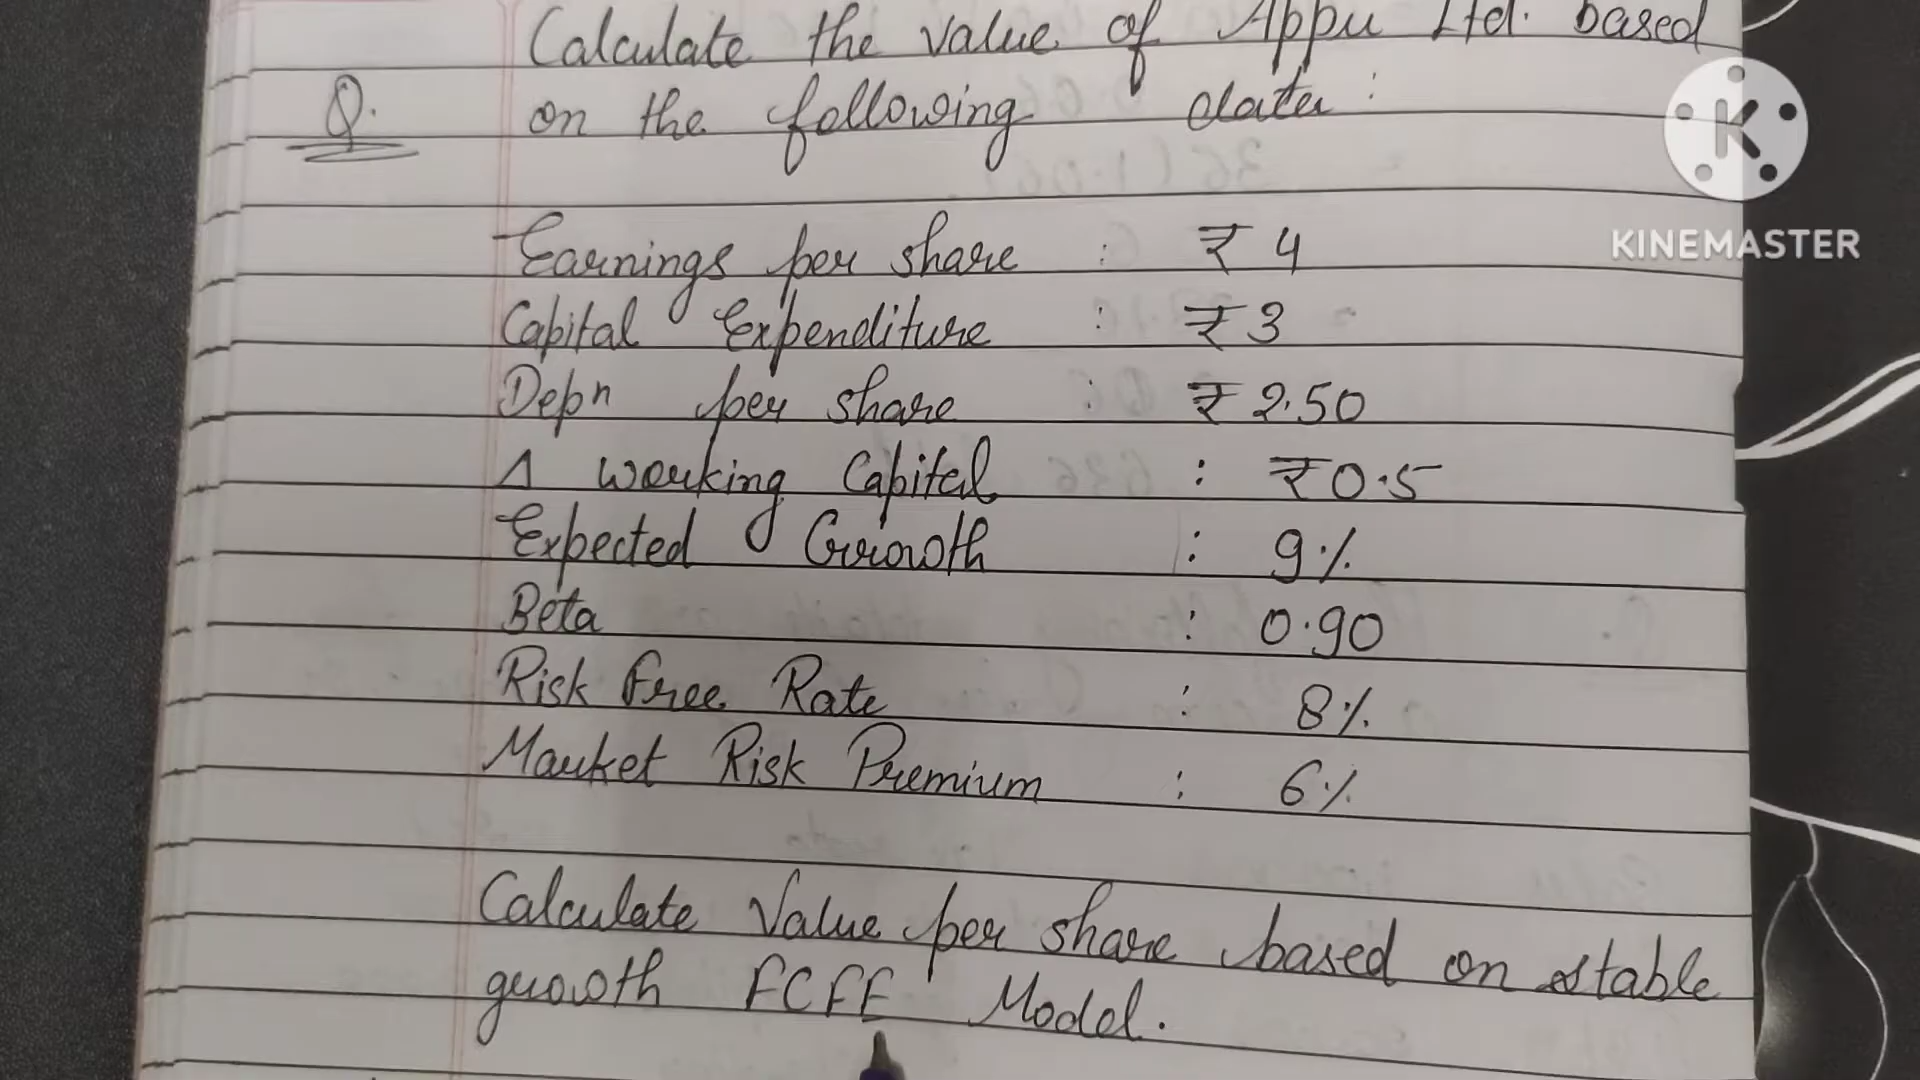 Calculate the value of Appu Ltd. based
Q. on the following data :
Earnings per share : ₹ 4
Capital Expenditure : ₹ 3
Depn per share : ₹ 2.50
Δ working Capital : ₹ 0.5
Expected Growth : 9%
Beta : 0.90
Risk free Rate : 8%
Market Risk Premium : 6%
Calculate Value per share based on stable
growth FCFE Model.
KINEMASTER